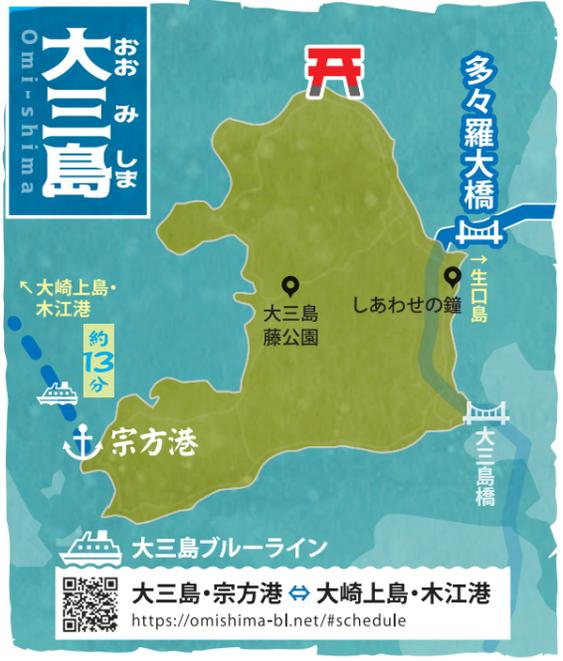 大三島
おお み しま
Omi-shima
多々羅大橋
→生口島
↖大崎上島・
木江港
約
13
分
大三島
藤公園
しあわせの鐘
宗方港
大三島橋
大三島ブルーライン
大三島・宗方港⇔大崎上島・木江港
https://omishima-bl.net/#schedule